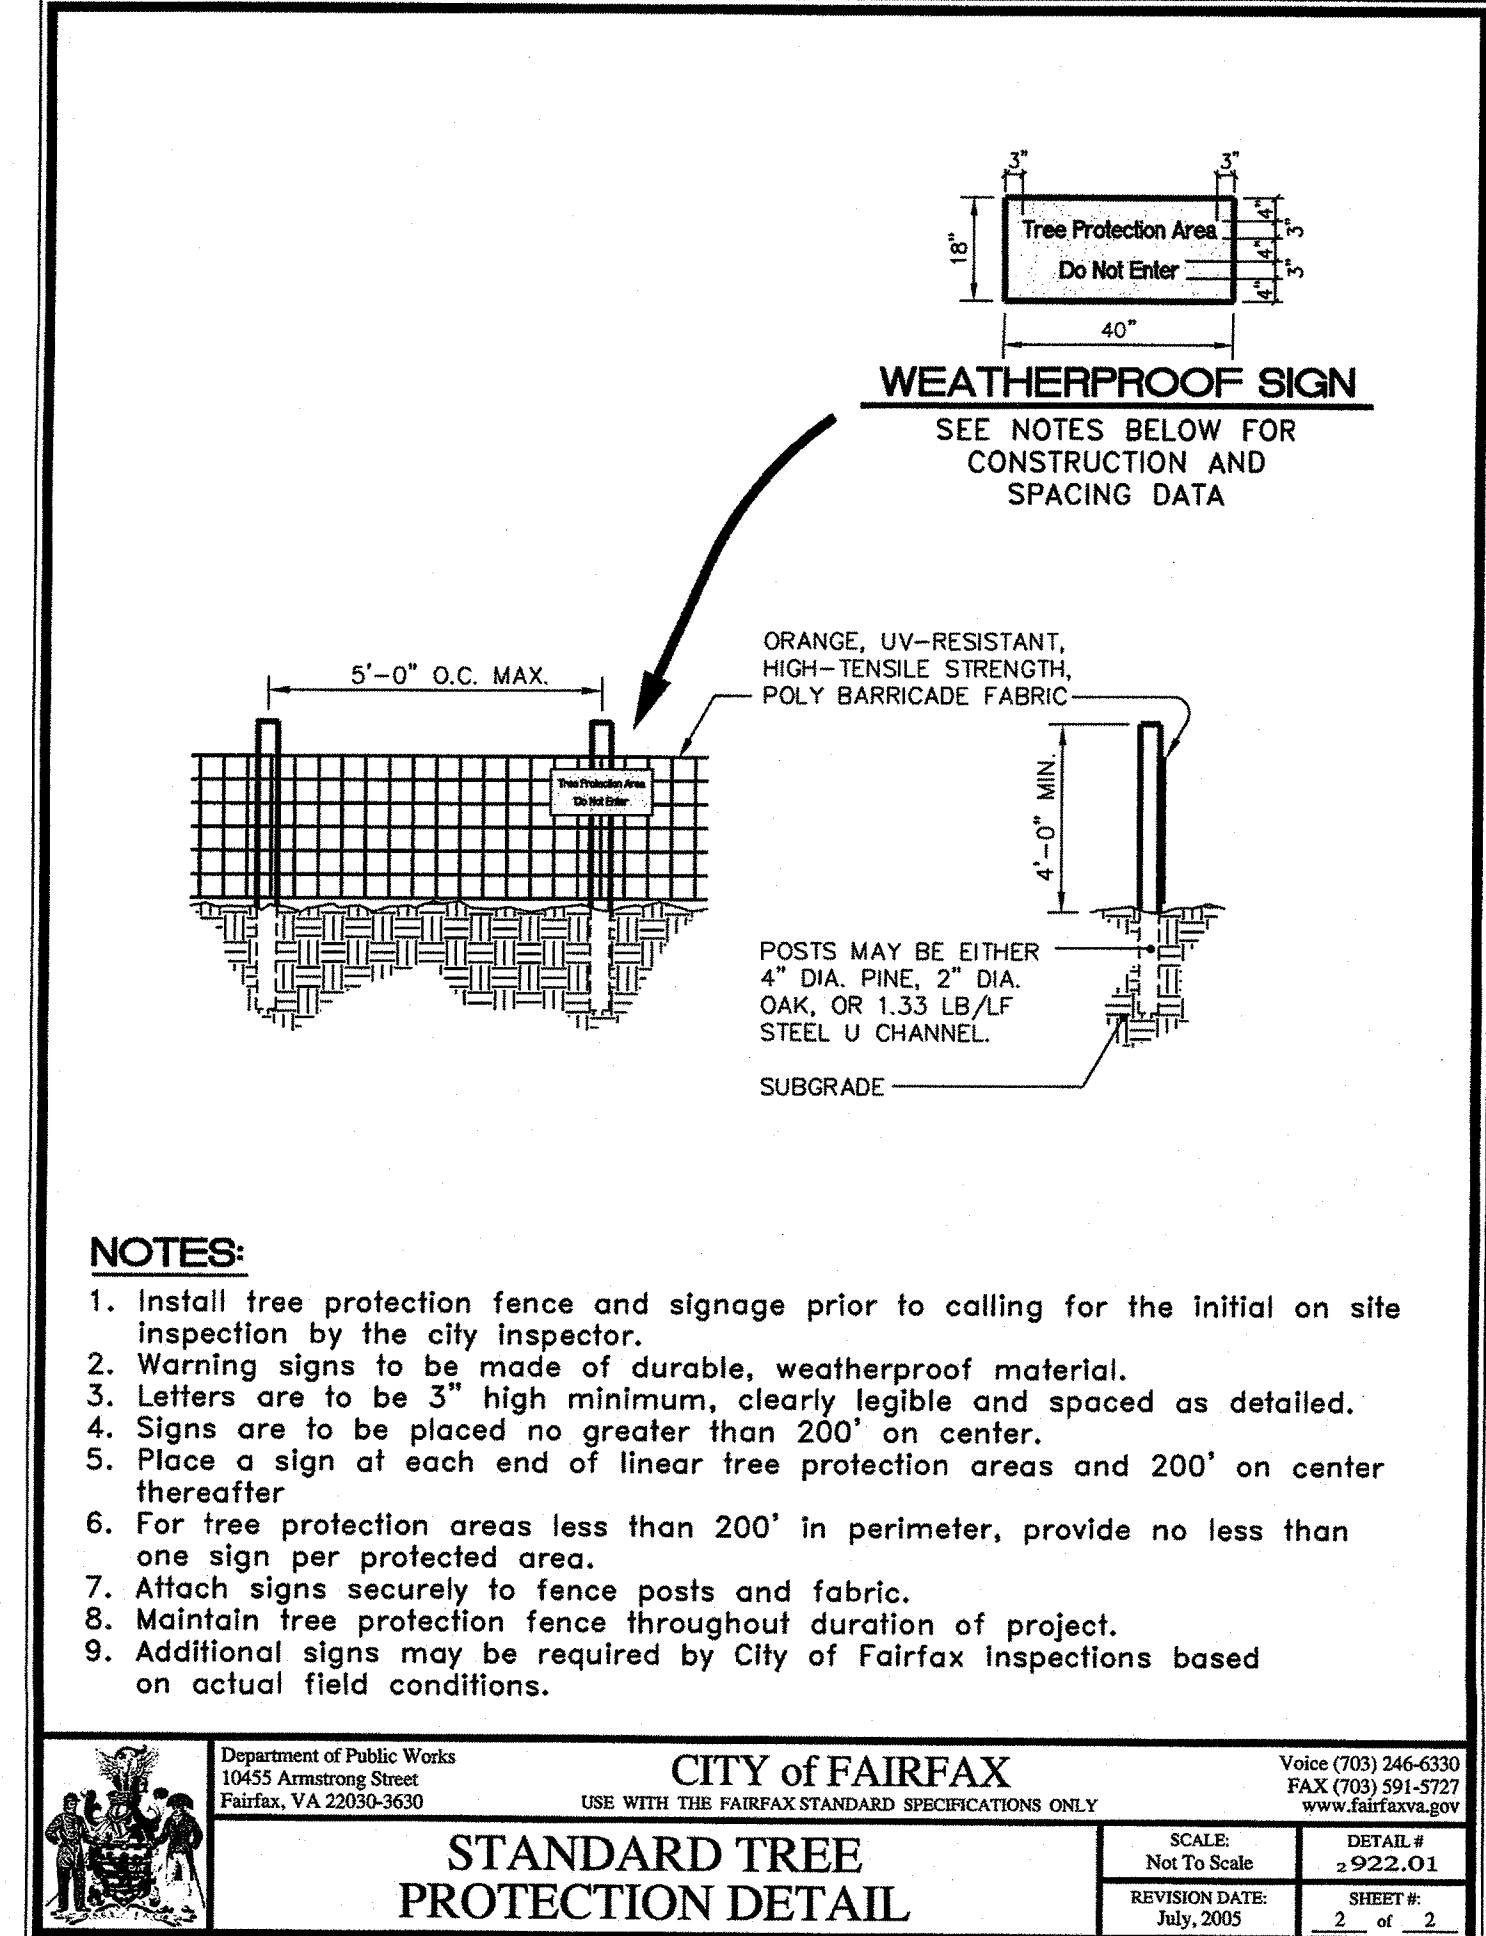 3" 3"
18"
Tree Protection Area
Do Not Enter
4"
3"
4"
3"
4"
40"
WEATHERPROOF SIGN
SEE NOTES BELOW FOR
CONSTRUCTION AND
SPACING DATA
5'-0" O.C. MAX.
ORANGE, UV-RESISTANT,
HIGH-TENSILE STRENGTH,
POLY BARRICADE FABRIC
Tree Protection Area
Do Not Enter
4'-0" MIN.
POSTS MAY BE EITHER
4" DIA. PINE, 2" DIA.
OAK, OR 1.33 LB/LF
STEEL U CHANNEL.
SUBGRADE
NOTES:
1. Install tree protection fence and signage prior to calling for the initial on site
inspection by the city inspector.
2. Warning signs to be made of durable, weatherproof material.
3. Letters are to be 3" high minimum, clearly legible and spaced as detailed.
4. Signs are to be placed no greater than 200' on center.
5. Place a sign at each end of linear tree protection areas and 200' on center
thereafter
6. For tree protection areas less than 200' in perimeter, provide no less than
one sign per protected area.
7. Attach signs securely to fence posts and fabric.
8. Maintain tree protection fence throughout duration of project.
9. Additional signs may be required by City of Fairfax inspections based
on actual field conditions.
Department of Public Works
10455 Armstrong Street
Fairfax, VA 22030-3630
CITY of FAIRFAX
USE WITH THE FAIRFAX STANDARD SPECIFICATIONS ONLY
Voice (703) 246-6330
FAX (703) 591-5727
www.fairfaxva.gov
STANDARD TREE
PROTECTION DETAIL
SCALE:
Not To Scale
DETAIL #
2 922.01
REVISION DATE:
July, 2005
SHEET #:
2 of 2